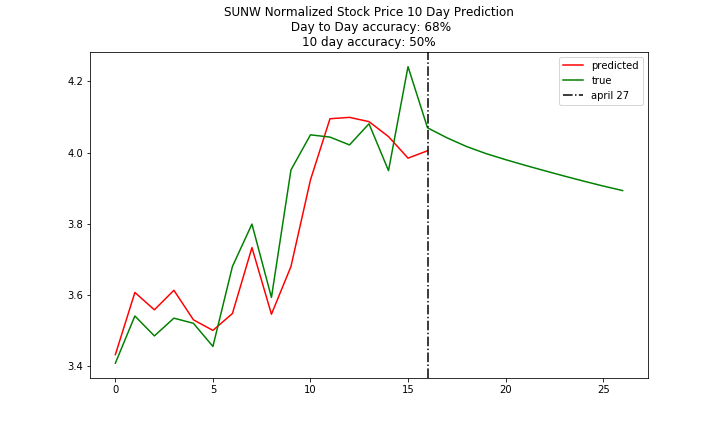 SUNW Normalized Stock Price 10 Day Prediction
Day to Day accuracy: 68%
10 day accuracy: 50%
predicted
true
april 27
4.2
4.0
3.8
3.6
3.4
0 5 10 15 20 25